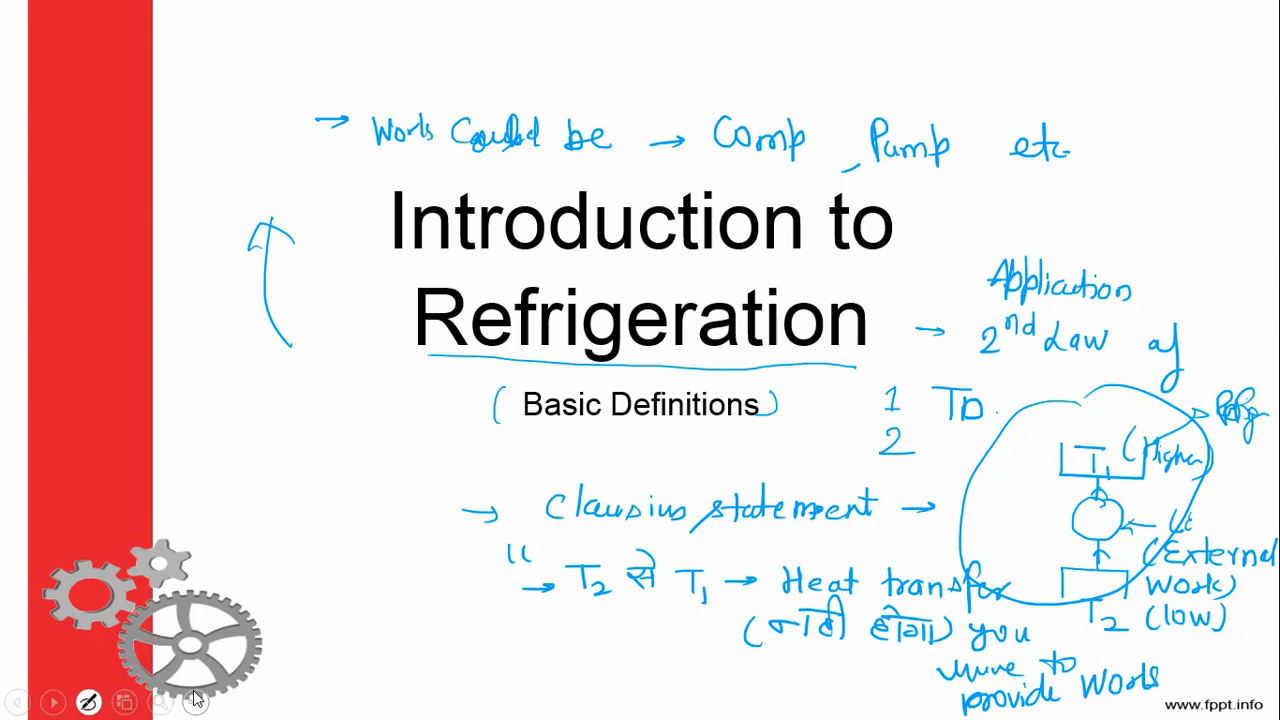 → Work Could be → Comp, Pump etc
Introduction to
Refrigeration
Application
→ 2nd Law of
(Basic Definitions)
1 TD.
2
T1 (Higher)
→ Clausius statement →
(External
work)
T2 (low)
" → T2 से T1 → Heat transfer
(नही होगा) you
have to
provide Work
www.fppt.info